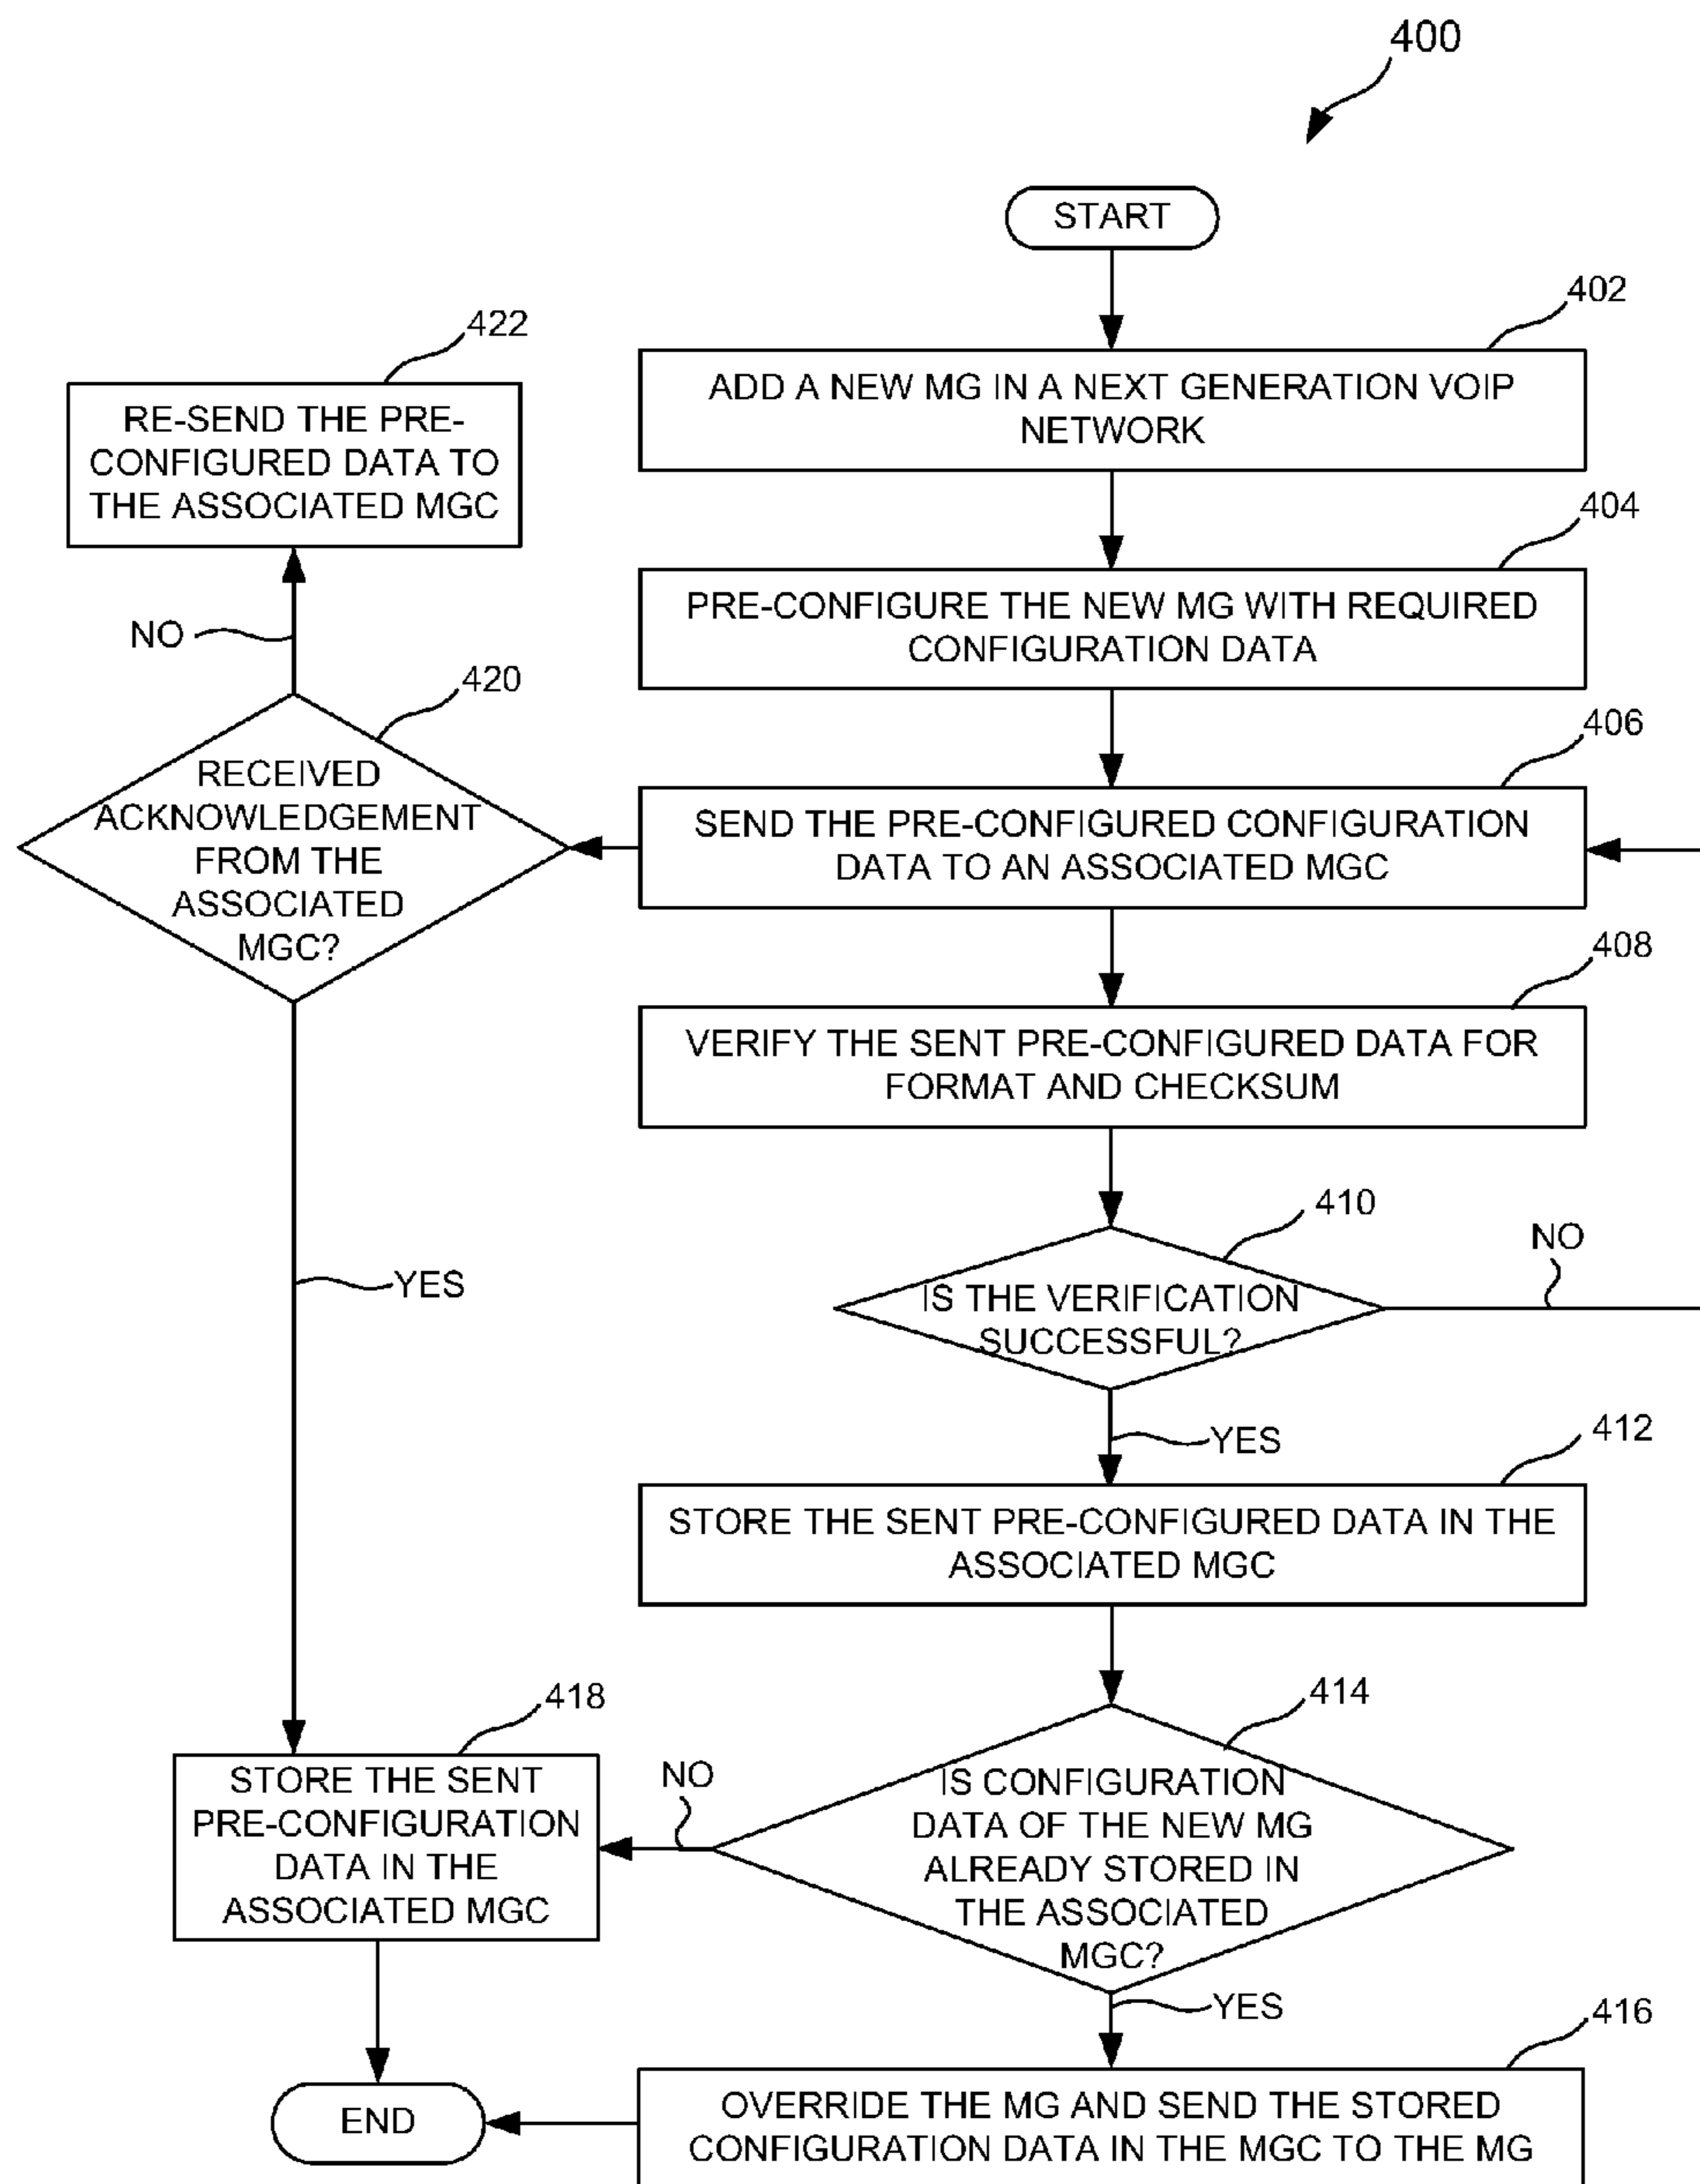 400
START
402
ADD A NEW MG IN A NEXT GENERATION VOIP
NETWORK
404
PRE-CONFIGURE THE NEW MG WITH REQUIRED
CONFIGURATION DATA
406
SEND THE PRE-CONFIGURED CONFIGURATION
DATA TO AN ASSOCIATED MGC
422
RE-SEND THE PRE-
CONFIGURED DATA TO
THE ASSOCIATED MGC
NO
420
RECEIVED
ACKNOWLEDGEMENT
FROM THE
ASSOCIATED
MGC?
YES
408
VERIFY THE SENT PRE-CONFIGURED DATA FOR
FORMAT AND CHECKSUM
410
IS THE VERIFICATION
SUCCESSFUL?
NO
YES
412
STORE THE SENT PRE-CONFIGURED DATA IN THE
ASSOCIATED MGC
414
IS CONFIGURATION
DATA OF THE NEW MG
ALREADY STORED IN
THE ASSOCIATED
MGC?
NO
418
STORE THE SENT
PRE-CONFIGURATION
DATA IN THE
ASSOCIATED MGC
YES
416
OVERRIDE THE MG AND SEND THE STORED
CONFIGURATION DATA IN THE MGC TO THE MG
END